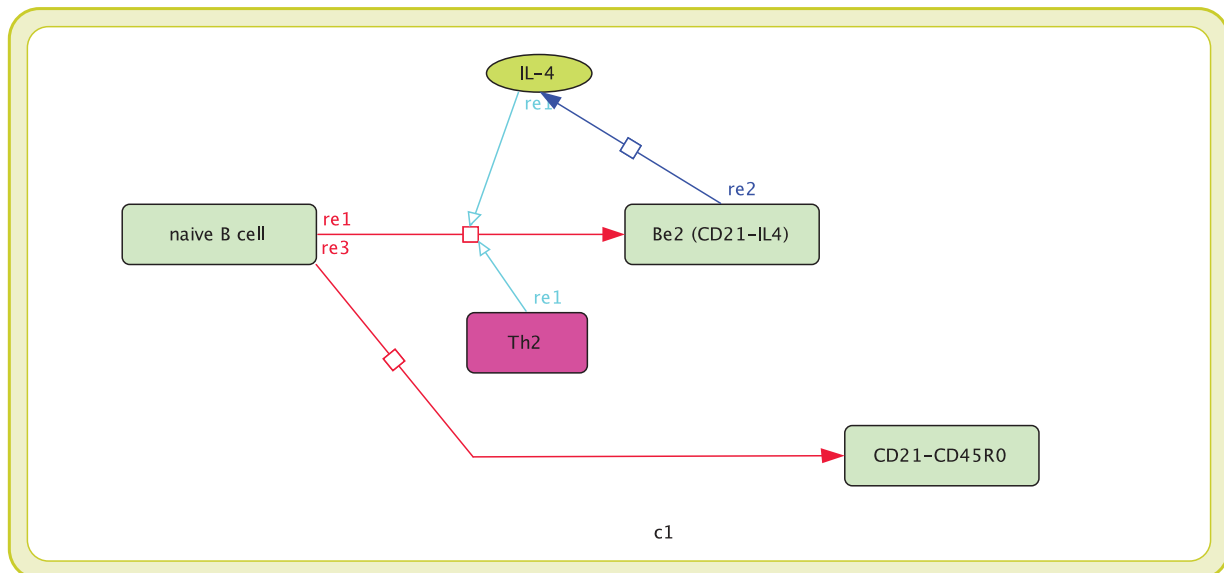 IL-4
re1
re2
naive B cell
re1
Be2 (CD21-IL4)
re3
re1
Th2
CD21-CD45R0
c1